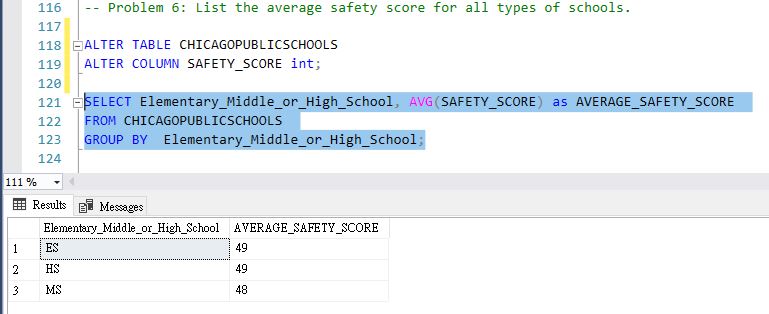 116 -- Problem 6: List the average safety score for all types of schools.
117
118 ALTER TABLE CHICAGOPUBLICSCHOOLS
119 ALTER COLUMN SAFETY_SCORE int;
120
121 SELECT Elementary_Middle_or_High_School, AVG(SAFETY_SCORE) as AVERAGE_SAFETY_SCORE
122 FROM CHICAGOPUBLICSCHOOLS
123 GROUP BY  Elementary_Middle_or_High_School;
124
111 %
Results Messages
Elementary_Middle_or_High_School AVERAGE_SAFETY_SCORE
1 ES 49
2 HS 49
3 MS 48